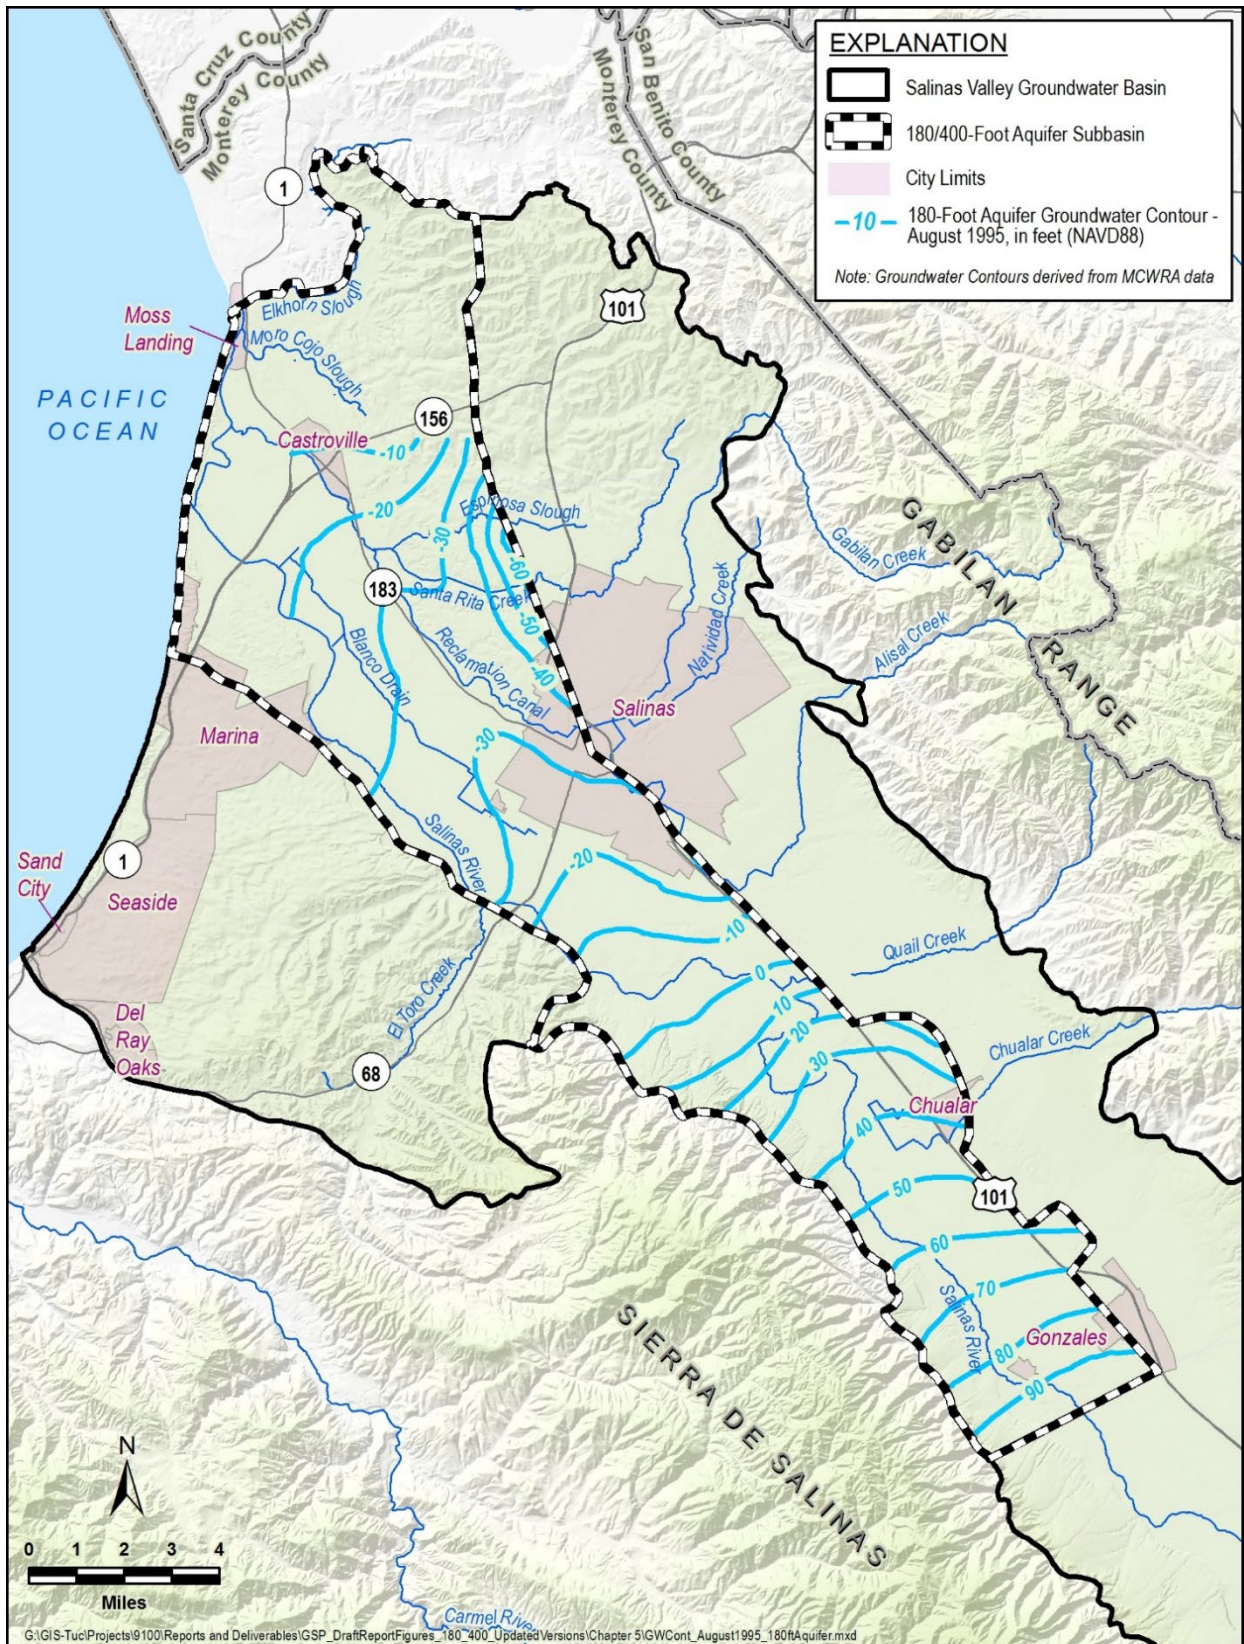 EXPLANATION
Salinas Valley Groundwater Basin
180/400-Foot Aquifer Subbasin
City Limits
-10
180-Foot Aquifer Groundwater Contour -
August 1995, in feet (NAVD88)
Note: Groundwater Contours derived from MCWRA data
Santa Cruz County
Monterey County
San Benito County
Monterey County
1
101
Elkhorn Slough
Moss
Landing
Moro Cojo Slough
PACIFIC
OCEAN
156
Castroville
-10
-20
Espinosa Slough
-30
-60
GABILAN
RANGE
Gabilan Creek
183
Santa Rita Creek
-50
Natividad Creek
Alisal Creek
Blanco Drain
Reclamation Canal
-40
Salinas
Marina
-30
Salinas River
-20
1
Sand
City
Seaside
-10
Quail Creek
El Toro Creek
0
10
20
30
Del
Ray
Oaks
68
Chualar Creek
Chualar
40
50
101
60
70
Salinas River
Gonzales
80
90
SIERRA DE SALINAS
N
0 1 2 3 4
Miles
Carmel River
G:\GIS-Tuc\Projects\9100\Reports and Deliverables\GSP_DraftReportFigures_180_400_UpdatedVersions\Chapter 5\GWCont_August1995_180ftAquifer.mxd